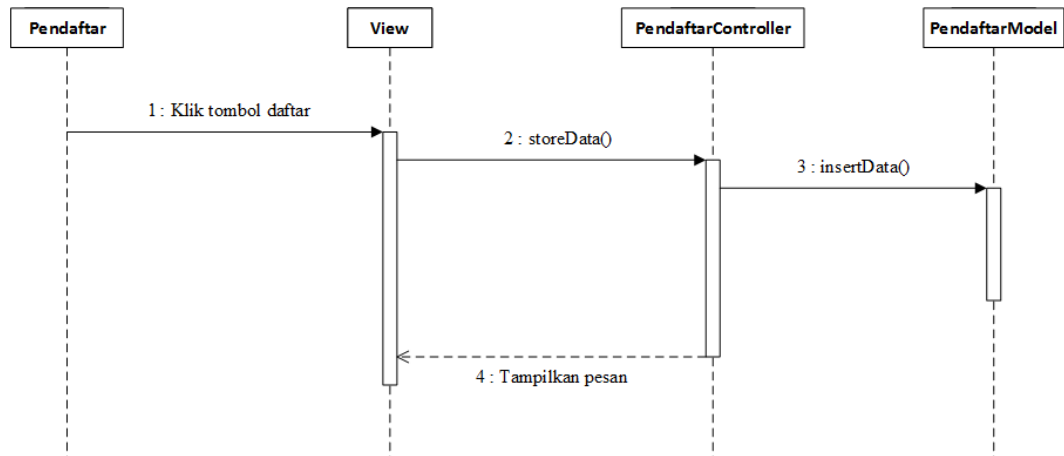 Pendaftar
View
PendaftarController
PendaftarModel
1 : Klik tombol daftar
2 : storeData()
3 : insertData()
4 : Tampilkan pesan